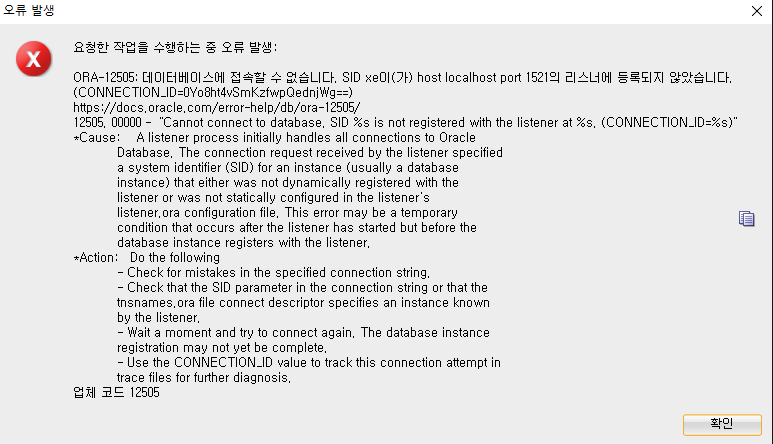 오류 발생
요청한 작업을 수행하는 중 오류 발생:
ORA-12505: 데이터베이스에 접속할 수 없습니다. SID xe이(가) host localhost port 1521의 리스너에 등록되지 않았습니다.
(CONNECTION_ID=0Yo8ht4vSmKzfwpQednjWg==)
https://docs.oracle.com/error-help/db/ora-12505/
12505. 00000 -  "Cannot connect to database. SID %s is not registered with the listener at %s. (CONNECTION_ID=%s)"
*Cause:    A listener process initially handles all connections to Oracle
Database. The connection request received by the listener specified
a system identifier (SID) for an instance (usually a database
instance) that either was not dynamically registered with the
listener or was not statically configured in the listener's
listener.ora configuration file. This error may be a temporary
condition that occurs after the listener has started but before the
database instance registers with the listener.
*Action:   Do the following
- Check for mistakes in the specified connection string.
- Check that the SID parameter in the connection string or that the
tnsnames.ora file connect descriptor specifies an instance known
by the listener.
- Wait a moment and try to connect again. The database instance
registration may not yet be complete.
- Use the CONNECTION_ID value to track this connection attempt in
trace files for further diagnosis.
업체 코드 12505
확인